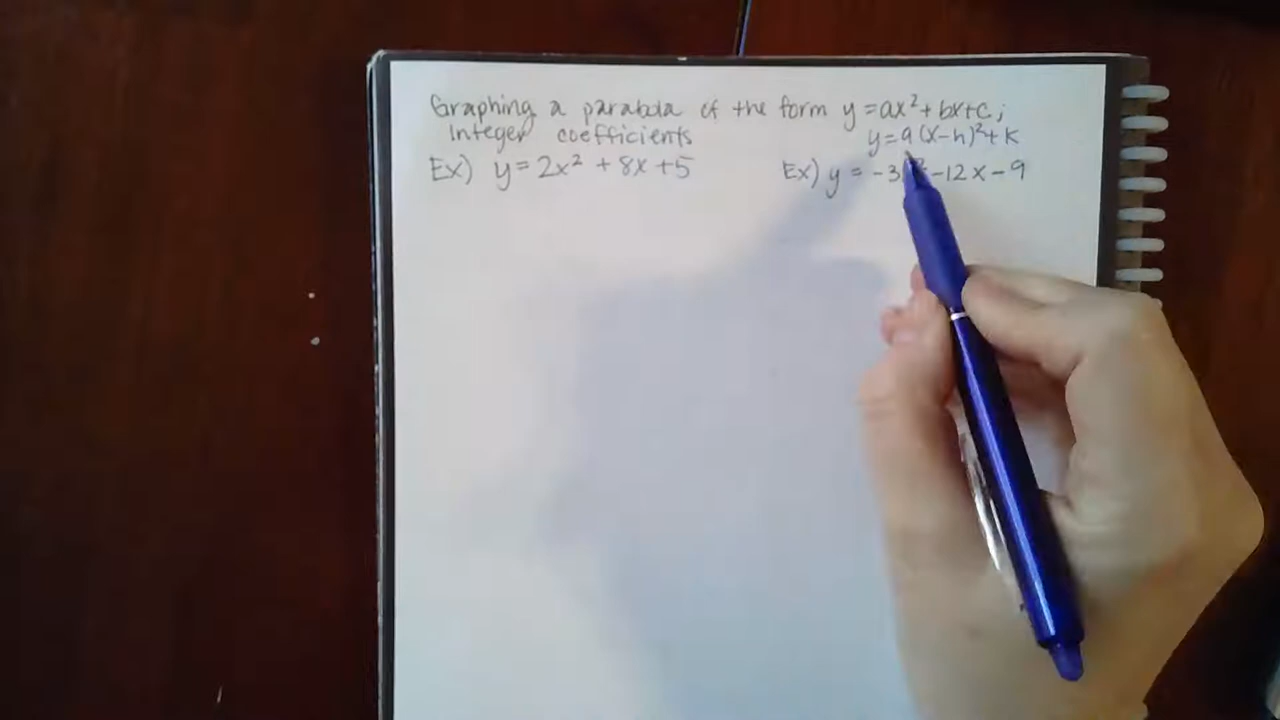 Graphing a parabola of the form y = ax² + bx + c;
Integer coefficients
y = a (x - h)² + k
Ex) y = 2x² + 8x + 5
Ex) y = -3 - 12x - 9